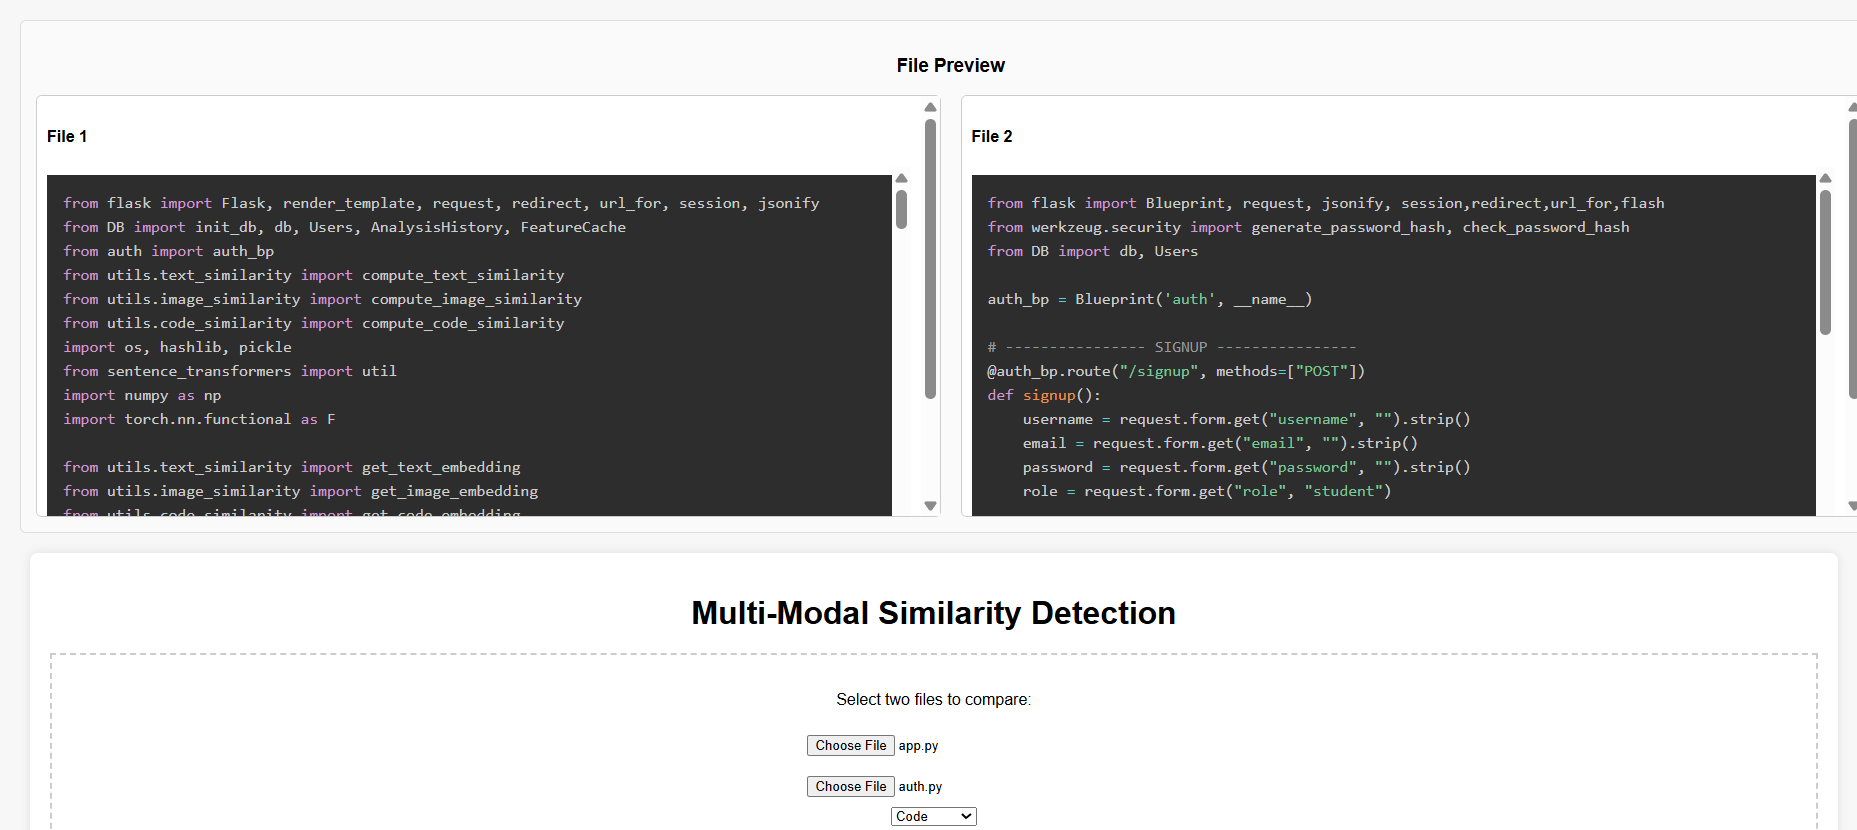 File Preview
File 1
from flask import Flask, render_template, request, redirect, url_for, session, jsonify
from DB import init_db, db, Users, AnalysisHistory, FeatureCache
from auth import auth_bp
from utils.text_similarity import compute_text_similarity
from utils.image_similarity import compute_image_similarity
from utils.code_similarity import compute_code_similarity
import os, hashlib, pickle
from sentence_transformers import util
import numpy as np
import torch.nn.functional as F
from utils.text_similarity import get_text_embedding
from utils.image_similarity import get_image_embedding
from utils.code_similarity import get_code_embedding
File 2
from flask import Blueprint, request, jsonify, session,redirect,url_for,flash
from werkzeug.security import generate_password_hash, check_password_hash
from DB import db, Users
auth_bp = Blueprint('auth', __name__)
# ---------------- SIGNUP ----------------
@auth_bp.route("/signup", methods=["POST"])
def signup():
    username = request.form.get("username", "").strip()
    email = request.form.get("email", "").strip()
    password = request.form.get("password", "").strip()
    role = request.form.get("role", "student")
Multi-Modal Similarity Detection
Select two files to compare:
Choose File app.py
Choose File auth.py
Code